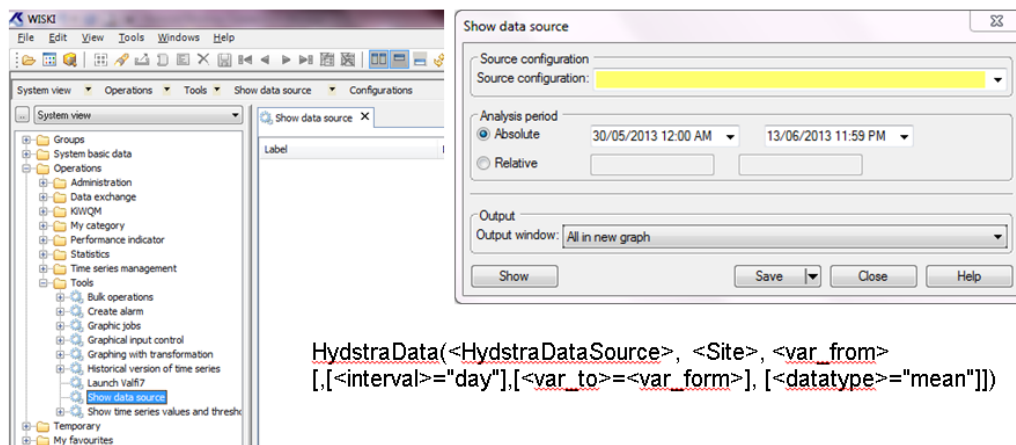 WISKI
File Edit View Tools Windows Help
System view Operations Tools Show data source Configurations
System view
Groups
System basic data
Operations
Administration
Data exchange
KiWQM
My category
Performance indicator
Statistics
Time series management
Tools
Bulk operations
Create alarm
Graphic jobs
Graphical input control
Graphing with transformation
Historical version of time series
Launch Valfi7
Show data source
Show time series values and
Temporary
My favourites
Show data source
Label
Show data source
Source configuration
Source configuration:
Analysis period
Absolute 30/05/2013 12:00 AM 13/06/2013 11:59 PM
Relative
Output
Output window: All in new graph
Show Save Close Help
HydstraData(<HydstraDataSource>, <Site>, <var_from>
[,[<interval>="day"],[<var_to>=<var_form>], [<datatype>="mean"]])